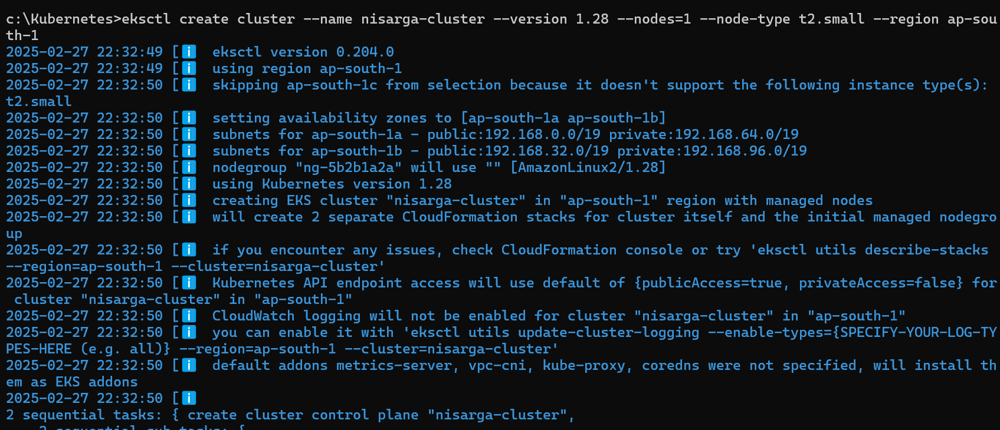 c:\Kubernetes>eksctl create cluster --name nisarga-cluster --version 1.28 --nodes=1 --node-type t2.small --region ap-sou
th-1
2025-02-27 22:32:49 [ℹ]  eksctl version 0.204.0
2025-02-27 22:32:49 [ℹ]  using region ap-south-1
2025-02-27 22:32:50 [ℹ]  skipping ap-south-1c from selection because it doesn't support the following instance type(s):
t2.small
2025-02-27 22:32:50 [ℹ]  setting availability zones to [ap-south-1a ap-south-1b]
2025-02-27 22:32:50 [ℹ]  subnets for ap-south-1a - public:192.168.0.0/19 private:192.168.64.0/19
2025-02-27 22:32:50 [ℹ]  subnets for ap-south-1b - public:192.168.32.0/19 private:192.168.96.0/19
2025-02-27 22:32:50 [ℹ]  nodegroup "ng-5b2b1a2a" will use "" [AmazonLinux2/1.28]
2025-02-27 22:32:50 [ℹ]  using Kubernetes version 1.28
2025-02-27 22:32:50 [ℹ]  creating EKS cluster "nisarga-cluster" in "ap-south-1" region with managed nodes
2025-02-27 22:32:50 [ℹ]  will create 2 separate CloudFormation stacks for cluster itself and the initial managed nodegro
up
2025-02-27 22:32:50 [ℹ]  if you encounter any issues, check CloudFormation console or try 'eksctl utils describe-stacks
--region=ap-south-1 --cluster=nisarga-cluster'
2025-02-27 22:32:50 [ℹ]  Kubernetes API endpoint access will use default of {publicAccess=true, privateAccess=false} for
 cluster "nisarga-cluster" in "ap-south-1"
2025-02-27 22:32:50 [ℹ]  CloudWatch logging will not be enabled for cluster "nisarga-cluster" in "ap-south-1"
2025-02-27 22:32:50 [ℹ]  you can enable it with 'eksctl utils update-cluster-logging --enable-types={SPECIFY-YOUR-LOG-TY
PES-HERE (e.g. all)} --region=ap-south-1 --cluster=nisarga-cluster'
2025-02-27 22:32:50 [ℹ]  default addons metrics-server, vpc-cni, kube-proxy, coredns were not specified, will install th
em as EKS addons
2025-02-27 22:32:50 [ℹ]
2 sequential tasks: { create cluster control plane "nisarga-cluster",
    2 sequential sub-tasks: {